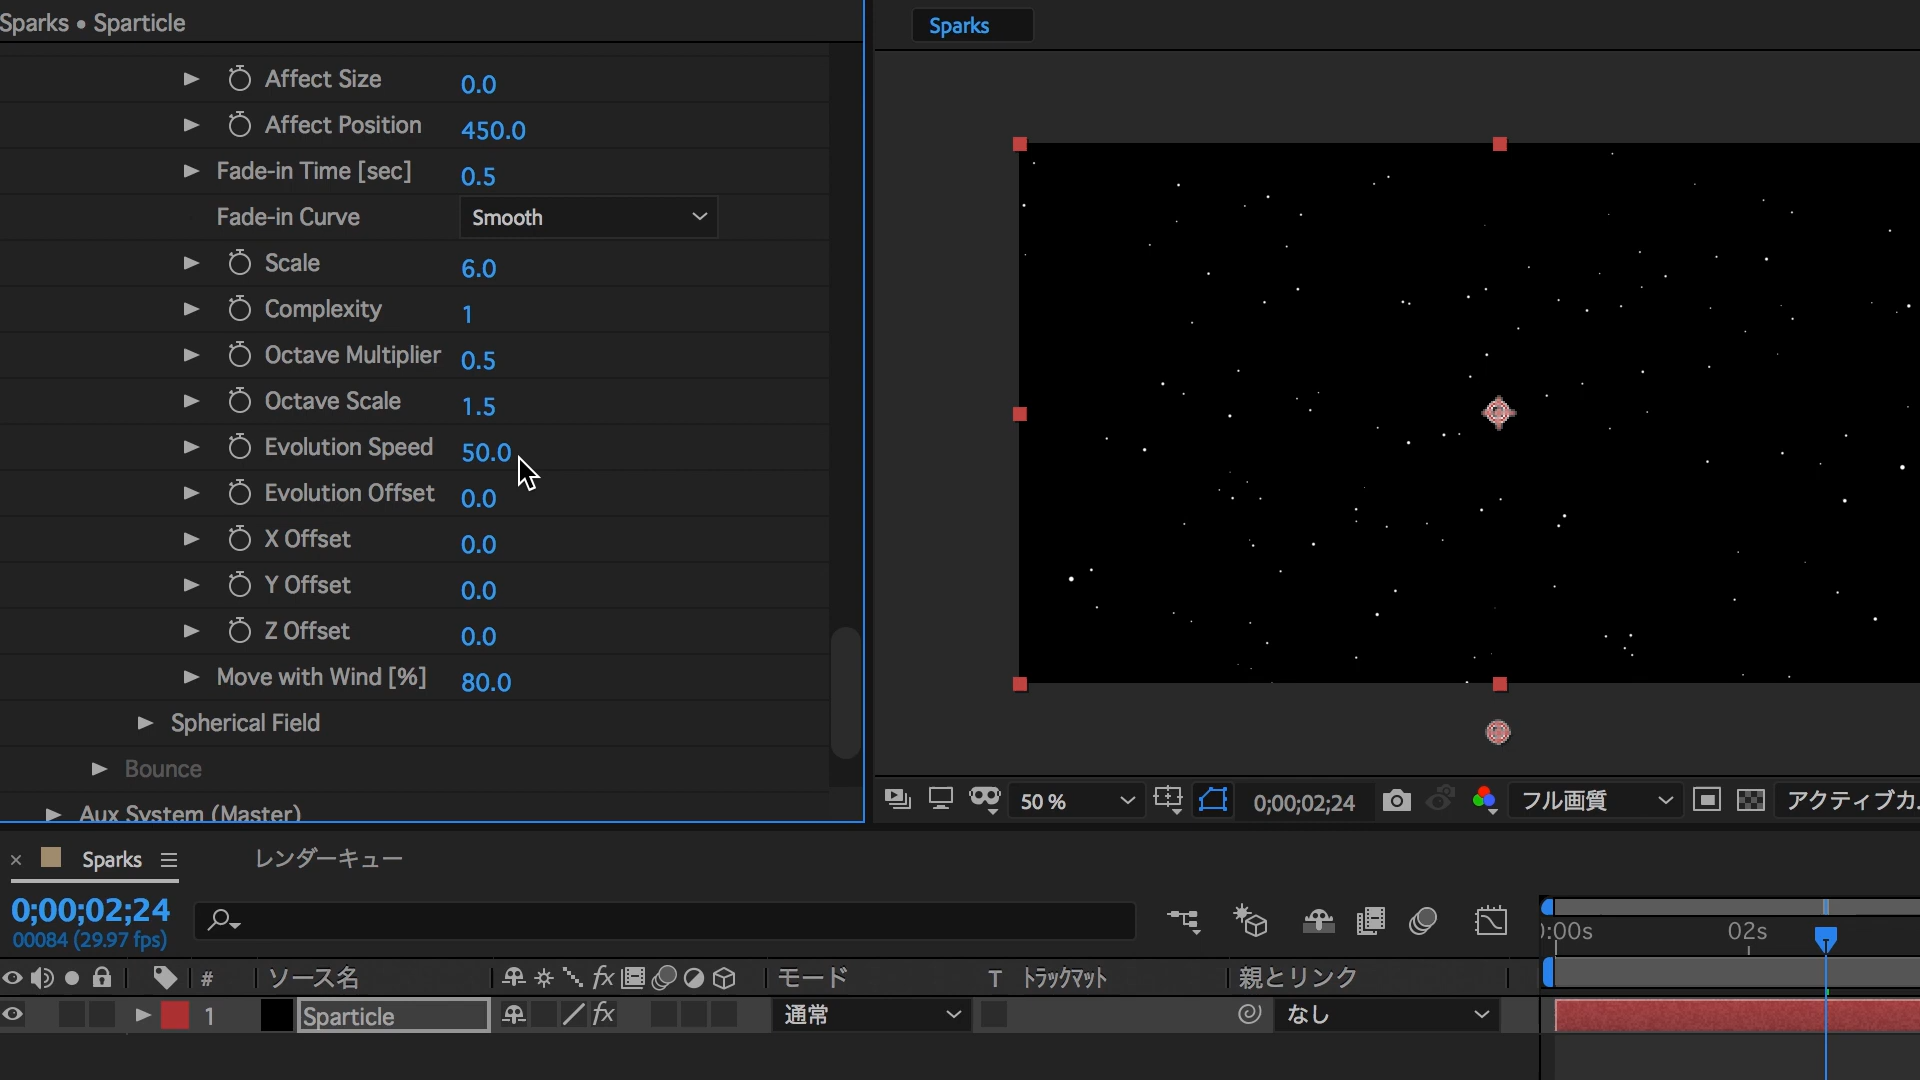 Sparks • Sparticle
Affect Size 0.0
Affect Position 450.0
Fade-in Time [sec] 0.5
Fade-in Curve Smooth
Scale 6.0
Complexity 1
Octave Multiplier 0.5
Octave Scale 1.5
Evolution Speed 50.0
Evolution Offset 0.0
X Offset 0.0
Y Offset 0.0
Z Offset 0.0
Move with Wind [%] 80.0
Spherical Field
Bounce
Aux System (Master)
Sparks
50 % 0;00;02;24 フル画質 アクティブカ
Sparks レンダーキュー
0;00;02;24
00084 (29.97 fps)
:00s 02s
# ソース名 fx モード T トラックマット 親とリンク
1 Sparticle fx 通常 なし